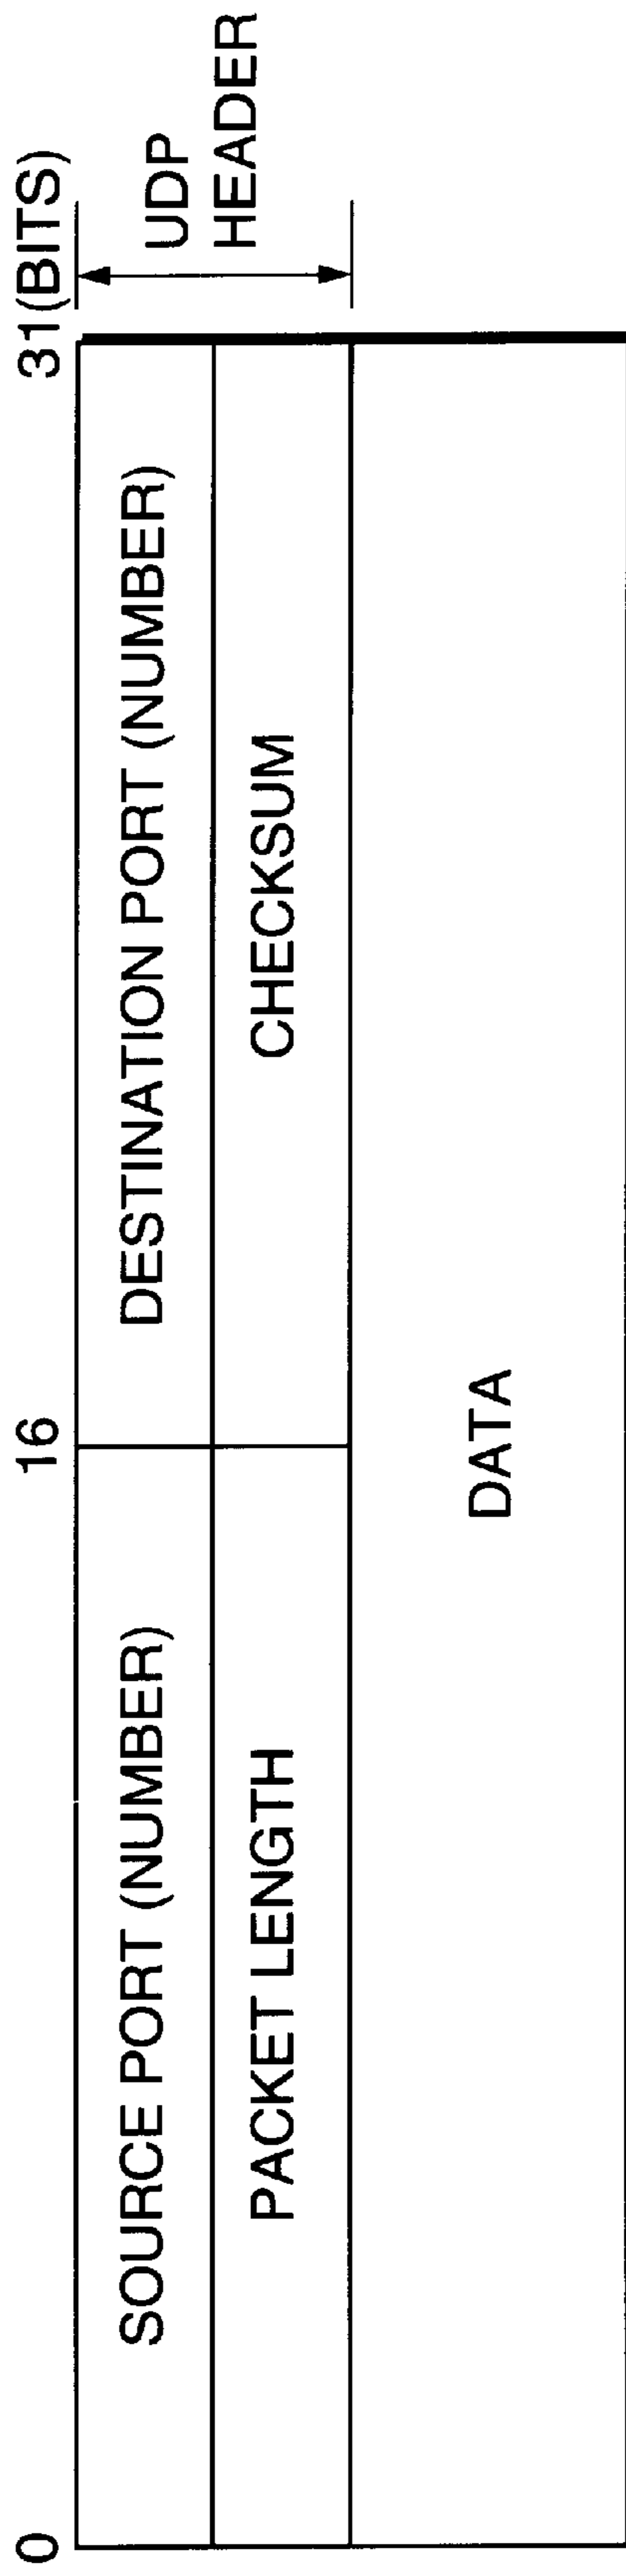 0
16
31(BITS)
SOURCE PORT (NUMBER)
DESTINATION PORT (NUMBER)
UDP
HEADER
PACKET LENGTH
CHECKSUM
DATA